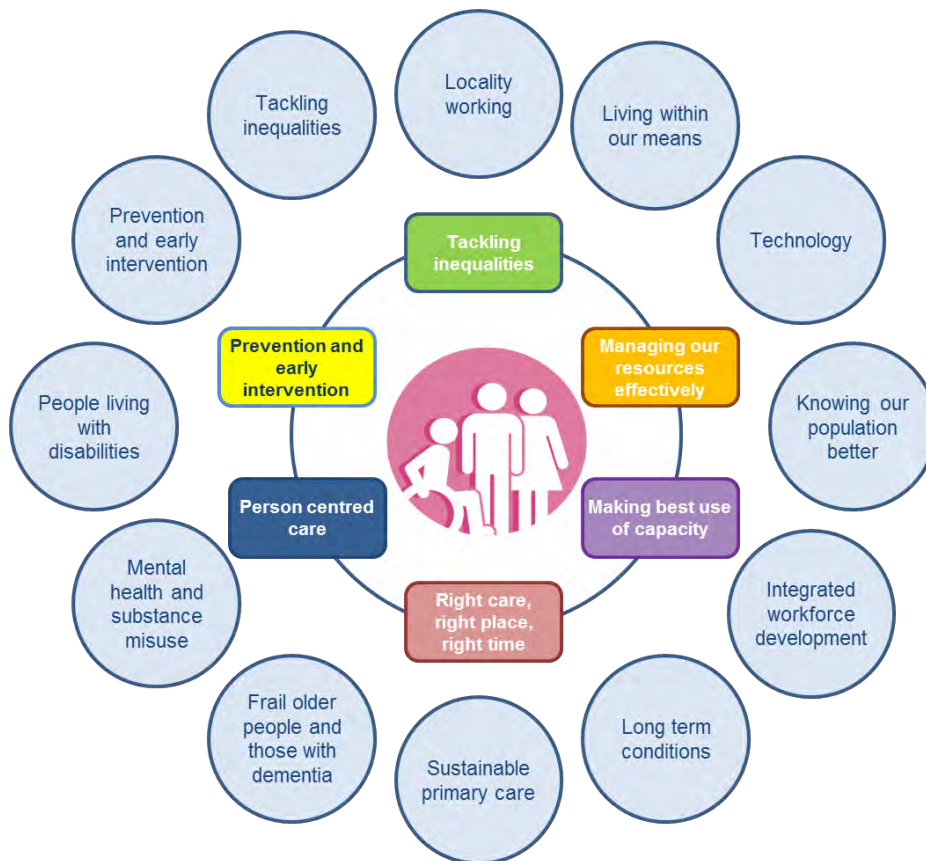 Locality
working
Living within
our means
Technology
Knowing our
population
better
Integrated
workforce
development
Long term
conditions
Sustainable
primary care
Frail older
people and
those with
dementia
Mental
health and
substance
misuse
People living
with
disabilities
Prevention
and early
intervention
Tackling
inequalities
Tackling
inequalities
Managing our
resources
effectively
Making best use
of capacity
Right care,
right place,
right time
Person centred
care
Prevention and
early
intervention